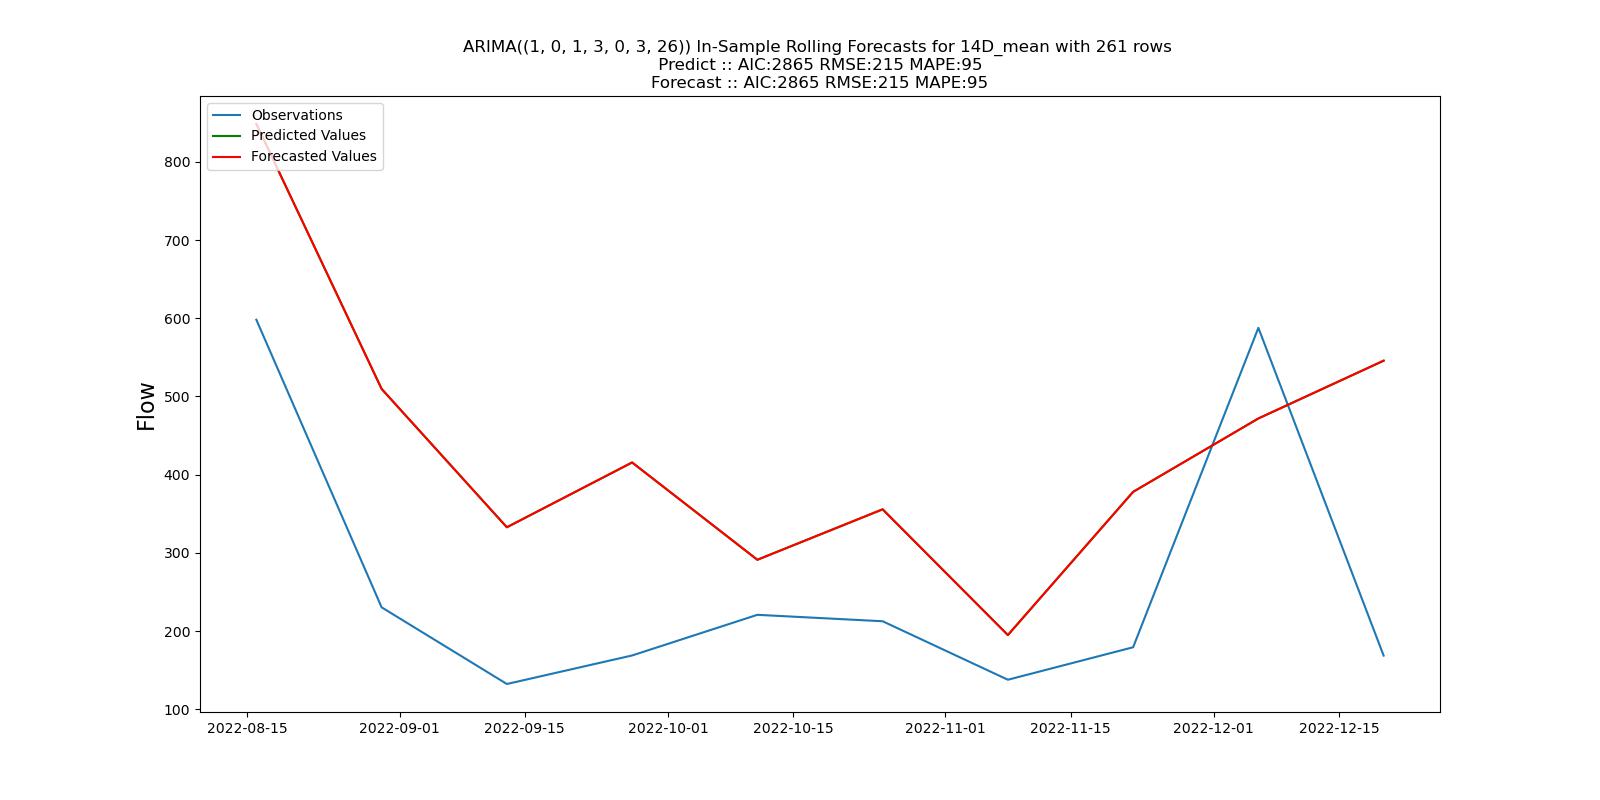 ARIMA((1, 0, 1, 3, 0, 3, 26)) In-Sample Rolling Forecasts for 14D_mean with 261 rows
Predict :: AIC:2865 RMSE:215 MAPE:95
Forecast :: AIC:2865 RMSE:215 MAPE:95
Observations
Predicted Values
Forecasted Values
800
700
600
500
400
300
200
100
Flow
2022-08-15
2022-09-01
2022-09-15
2022-10-01
2022-10-15
2022-11-01
2022-11-15
2022-12-01
2022-12-15